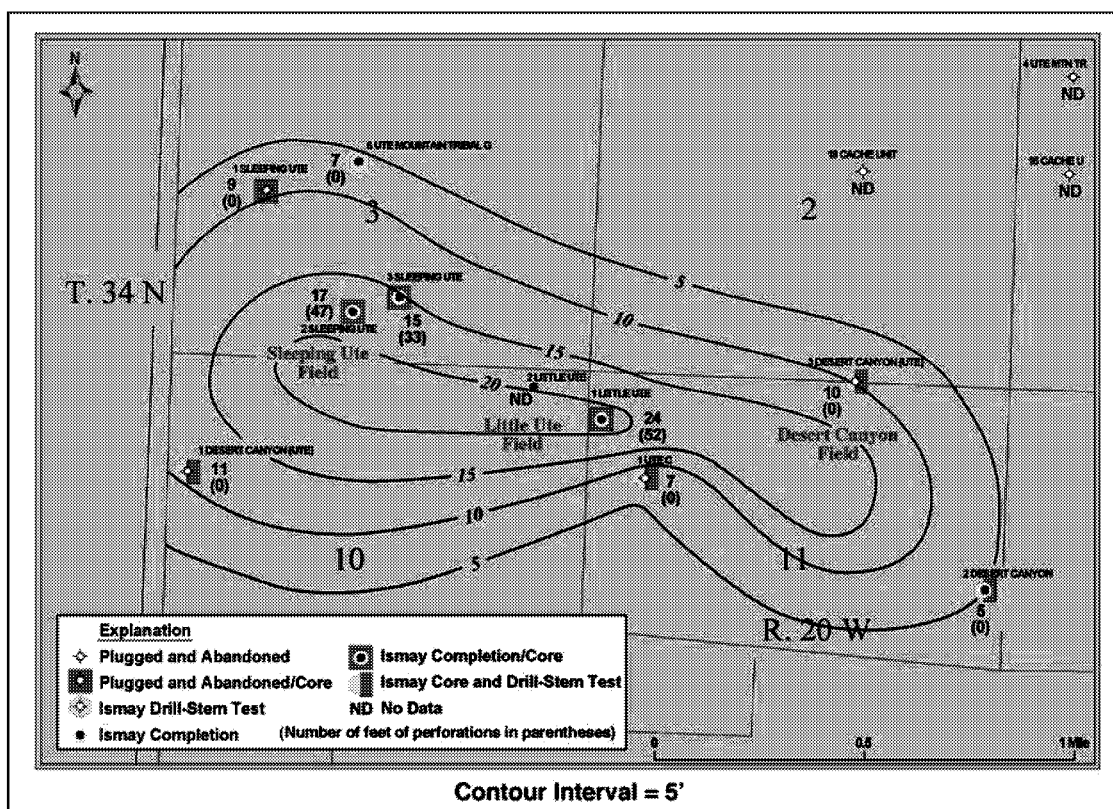 N
4 UTE MTN TR
ND
6 UTE MOUNTAIN TRIBAL G
7
(0)
1 SLEEPING UTE
9
(0)
18 CACHE UNIT
ND
ND
3
2
T. 34 N
5
3 SLEEPING UTE
17
(47)
15
(33)
2 SLEEPING UTE
10
Sleeping Ute
Field
15
3 DESERT CANYON (UTE)
10
(0)
20
2 LITTLE UTE
ND
1 LITTLE UTE
24
(52)
Little Ute
Field
Desert Canyon
Field
1 DESERT CANYON (UTE)
11
(0)
15
1 UTE C
7
(0)
10
10
5
11
2 DESERT CANYON
5
(0)
R. 20 W
Explanation
Plugged and Abandoned
Plugged and Abandoned/Core
Ismay Drill-Stem Test
Ismay Completion
Ismay Completion/Core
Ismay Core and Drill-Stem Test
ND No Data
(Number of feet of perforations in parentheses)
0 0.5 1 Mile
Contour Interval = 5'